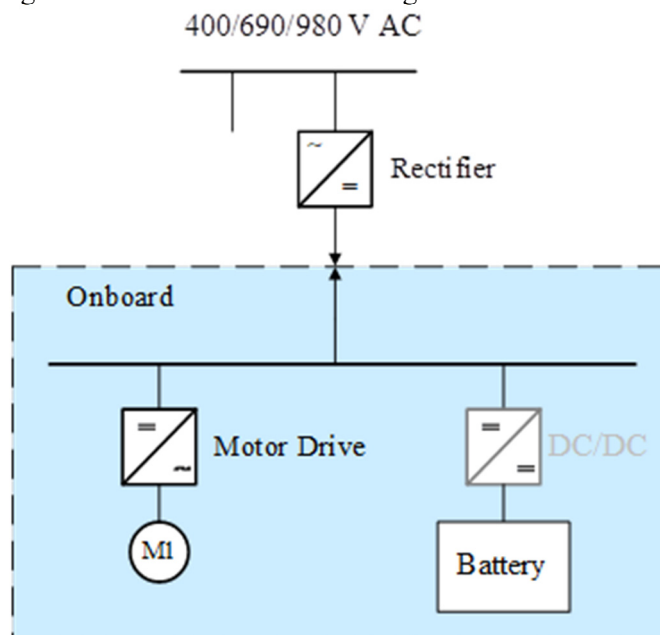 400/690/980 V AC
~
=
Rectifier
Onboard
=
~
Motor Drive
=
=
DC/DC
M1
Battery